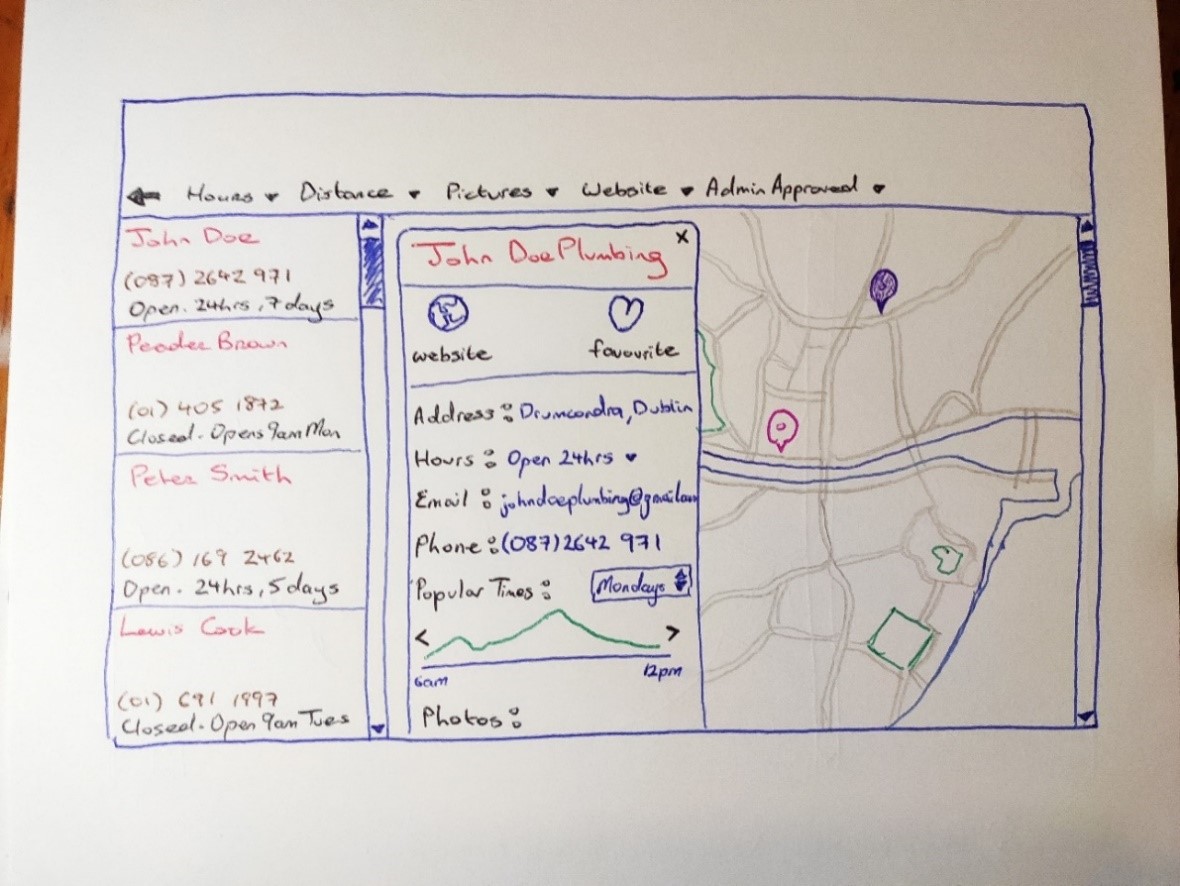 Hours Distance Pictures Website Admin Approved
John Doe
(087) 2642 971
Open. 24hrs, 7 days
Peader Brown
(01) 405 1872
Closed. Opens 9am Mon
Peter Smith
(086) 169 2462
Open. 24hrs, 5 days
Lewis Cook
(01) 691 1997
Closed. Open 9am Tues
John Doe Plumbing x
website favourite
Address: Drumcondra, Dublin
Hours: Open 24hrs
Email: johndoeplumbing@gmail
Phone: (087) 2642 971
Popular Times: Mondays
< >
6am 12pm
Photos: